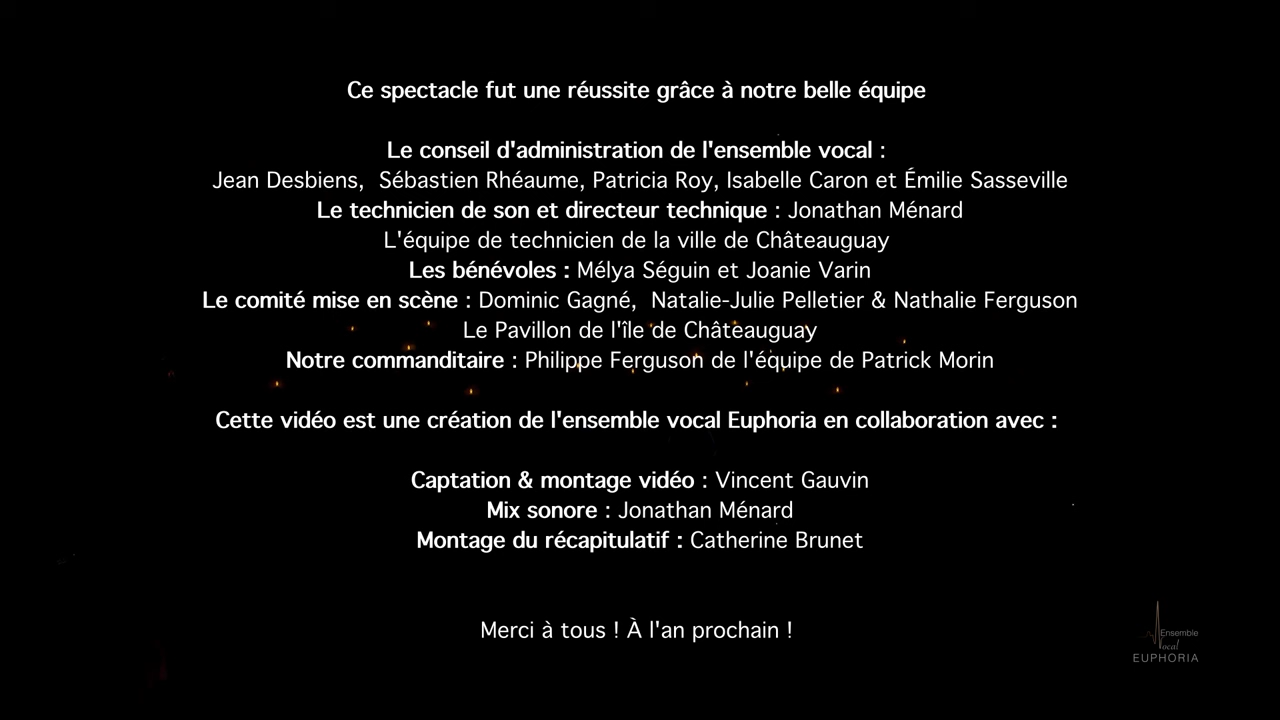 Ce spectacle fut une réussite grâce à notre belle équipe
Le conseil d'administration de l'ensemble vocal :
Jean Desbiens,  Sébastien Rhéaume, Patricia Roy, Isabelle Caron et Émilie Sasseville
Le technicien de son et directeur technique : Jonathan Ménard
L'équipe de technicien de la ville de Châteauguay
Les bénévoles : Mélya Séguin et Joanie Varin
Le comité mise en scène : Dominic Gagné,  Natalie-Julie Pelletier & Nathalie Ferguson
Le Pavillon de l'île de Châteauguay
Notre commanditaire : Philippe Ferguson de l'équipe de Patrick Morin
Cette vidéo est une création de l'ensemble vocal Euphoria en collaboration avec :
Captation & montage vidéo : Vincent Gauvin
Mix sonore : Jonathan Ménard
Montage du récapitulatif : Catherine Brunet
Merci à tous ! À l'an prochain !
Ensemble
Vocal
EUPHORIA